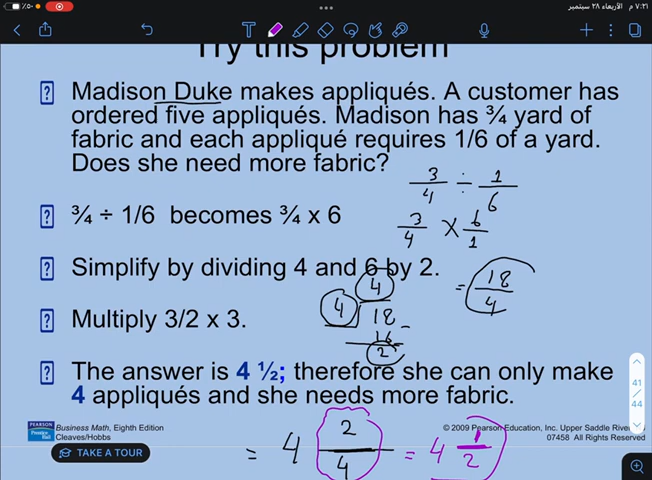 ٪٥٠
٧:٣١ م الأربعاء ٢٨ سبتمبر
Try this problem
Madison Duke makes appliqués. A customer has
ordered five appliqués. Madison has ¾ yard of
fabric and each appliqué requires 1/6 of a yard.
Does she need more fabric?
3/4 ÷ 1/6
¾ ÷ 1/6 becomes ¾ x 6
3/4 × 6/1
Simplify by dividing 4 and 6 by 2.
= 18/4
4
4 18 -
16
2
Multiply 3/2 x 3.
The answer is 4 ½; therefore she can only make
4 appliqués and she needs more fabric.
41
/
44
PEARSON
Prentice Hall
Business Math, Eighth Edition
Cleaves/Hobbs
© 2009 Pearson Education, Inc. Upper Saddle River
07458 All Rights Reserved
TAKE A TOUR
= 4 2/4 = 4 1/2